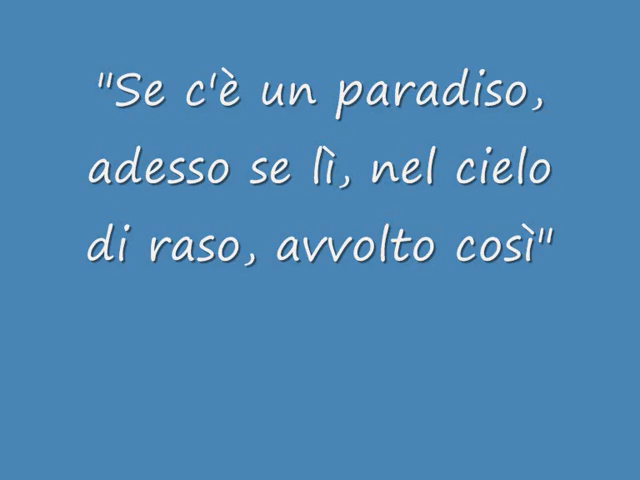 "Se c'è un paradiso,
adesso se lì, nel cielo
di raso, avvolto così"